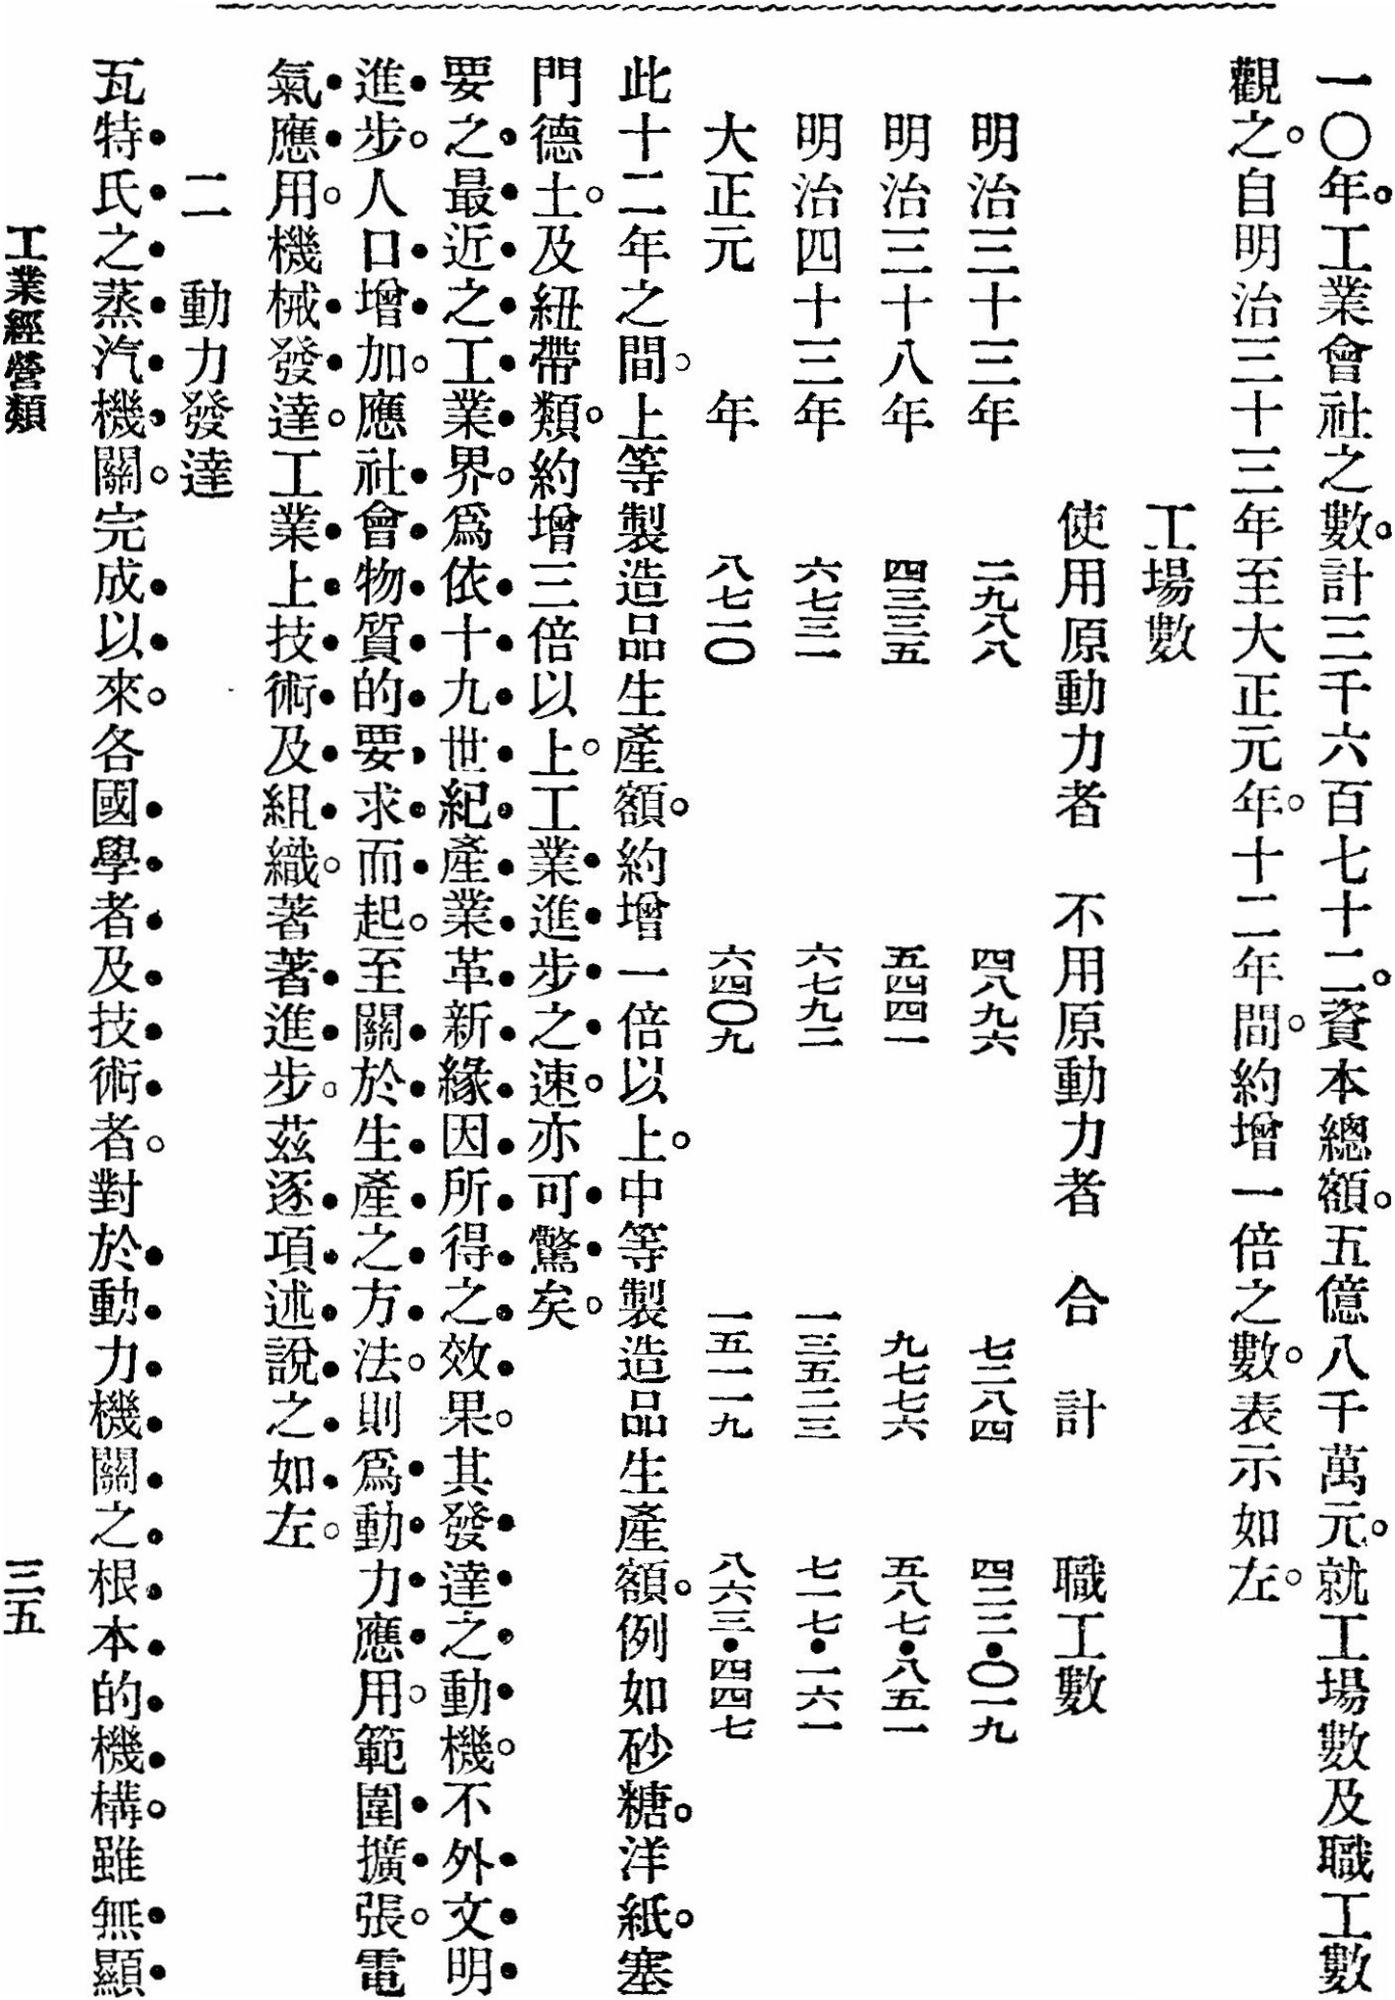 一〇年。工業會社之數。計三千六百七十二。資本總額。五億八千萬元。就工場數及職工數
觀之。自明治三十三年至大正元年。十二年間。約增一倍之數。表示如左。
工場數
使用原動力者 不用原動力者 合計 職工數
明治三十三年 二九八八 四八九六 七二八四 四二二•〇一九
明治三十八年 四三三五 五四四一 九七七六 五八七•八五一
明治四十三年 六七三一 六七九二 一三五二三 七一七•一六一
大正元年 八七一〇 六四〇九 一五一一九 八六三•四四七
此十二年之間。上等製造品生產額。約增一倍以上。中等製造品生產額。例如砂糖。洋紙。塞
門德土。及紐帶類。約增三倍以上。工業進步之速。亦可驚矣。
要之最近之工業界。爲依十九世紀產業革新緣因所得之效果。其發達之動機。不外文明
進步。人口增加。應社會物質的要求而起。至關於生產之方法。則爲動力應用。範圍擴張。電
氣應用。機械發達。工業上技術及組織。著著進步。茲逐項述說之如左。
二 動力發達
瓦特氏之蒸汽機關。完成以來。各國學者及技術者。對於動力機關之根本的機構。雖無顯
工業經營類 三五